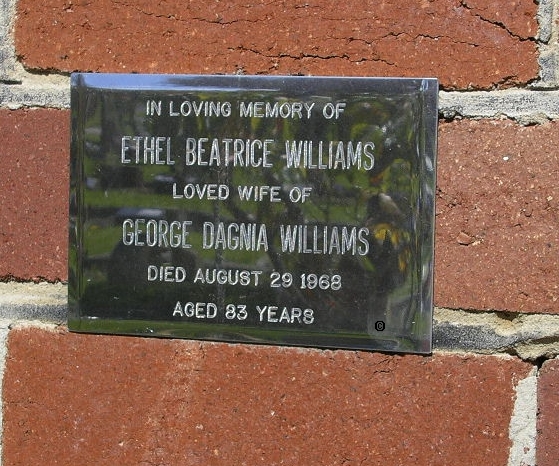 IN LOVING MEMORY OF
ETHEL BEATRICE WILLIAMS
LOVED WIFE OF
GEORGE DAGNIA WILLIAMS
DIED AUGUST 29 1968
AGED 83 YEARS
©